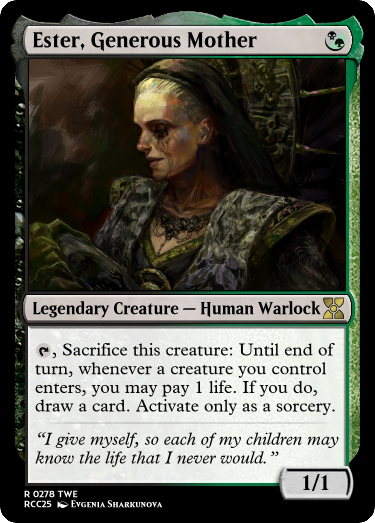 Ester, Generous Mother
Legendary Creature — Human Warlock
, Sacrifice this creature: Until end of
turn, whenever a creature you control
enters, you may pay 1 life. If you do,
draw a card. Activate only as a sorcery.
“I give myself, so each of my children may
know the life that I never would.”
1/1
R 0278 TWE
RCC25 Evgenia Sharkunova